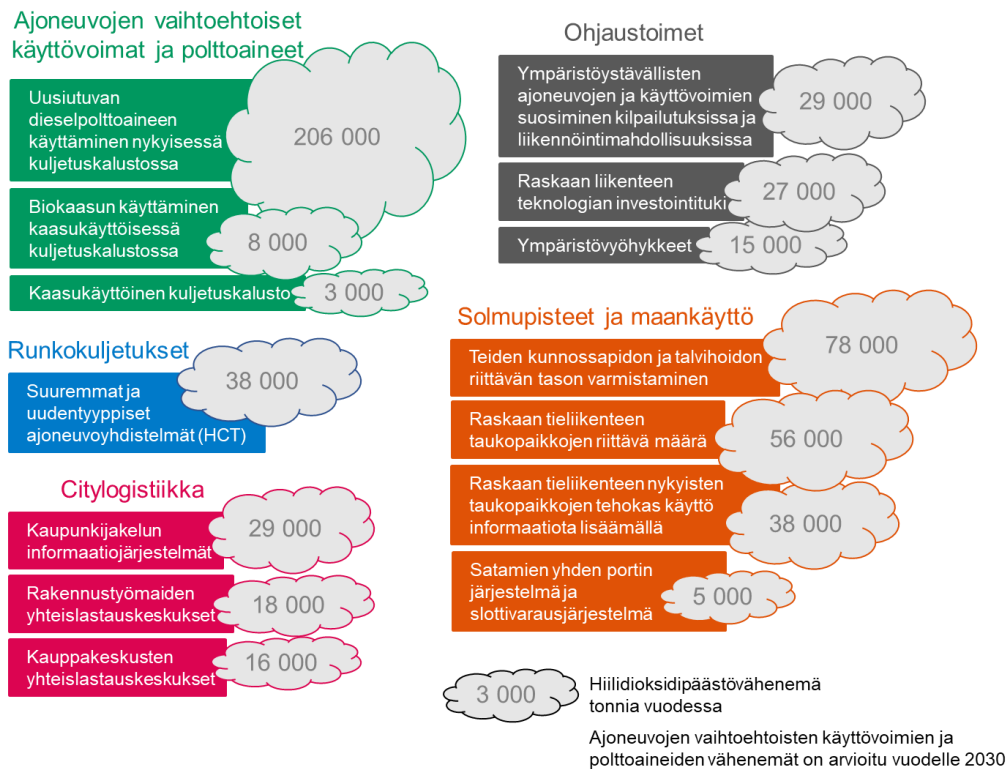 Ajoneuvojen vaihtoehtoiset
käyttövoimat ja polttoaineet
Uusiutuvan
dieselpolttoaineen
käyttäminen nykyisessä
kuljetuskalustossa
206 000
Biokaasun käyttäminen
kaasukäyttöisessä
kuljetuskalustossa
8 000
Kaasukäyttöinen kuljetuskalusto
3 000
Runkokuljetukset
Suuremmat ja
uudentyyppiset
ajoneuvoyhdistelmät (HCT)
38 000
Citylogistiikka
Kaupunkijakelun
informaatiojärjestelmät
29 000
Rakennustyömaiden
yhteislastauskeskukset
18 000
Kauppakeskusten
yhteislastauskeskukset
16 000
Ohjaustoimet
Ympäristöystävällisten
ajoneuvojen ja käyttövoimien
suosiminen kilpailutuksissa ja
liikennöintimahdollisuuksissa
29 000
Raskaan liikenteen
teknologian investointituki
27 000
Ympäristövyöhykkeet
15 000
Solmupisteet ja maankäyttö
Teiden kunnossapidon ja talvihoidon
riittävän tason varmistaminen
78 000
Raskaan tieliikenteen
taukopaikkojen riittävä määrä
56 000
Raskaan tieliikenteen nykyisten
taukopaikkojen tehokas käyttö
informaatiota lisäämällä
38 000
Satamien yhden portin
järjestelmä ja
slottivarausjärjestelmä
5 000
3 000
Hiilidioksidipäästövähenemä
tonnia vuodessa
Ajoneuvojen vaihtoehtoisten käyttövoimien ja
polttoaineiden vähenemät on arvioitu vuodelle 2030